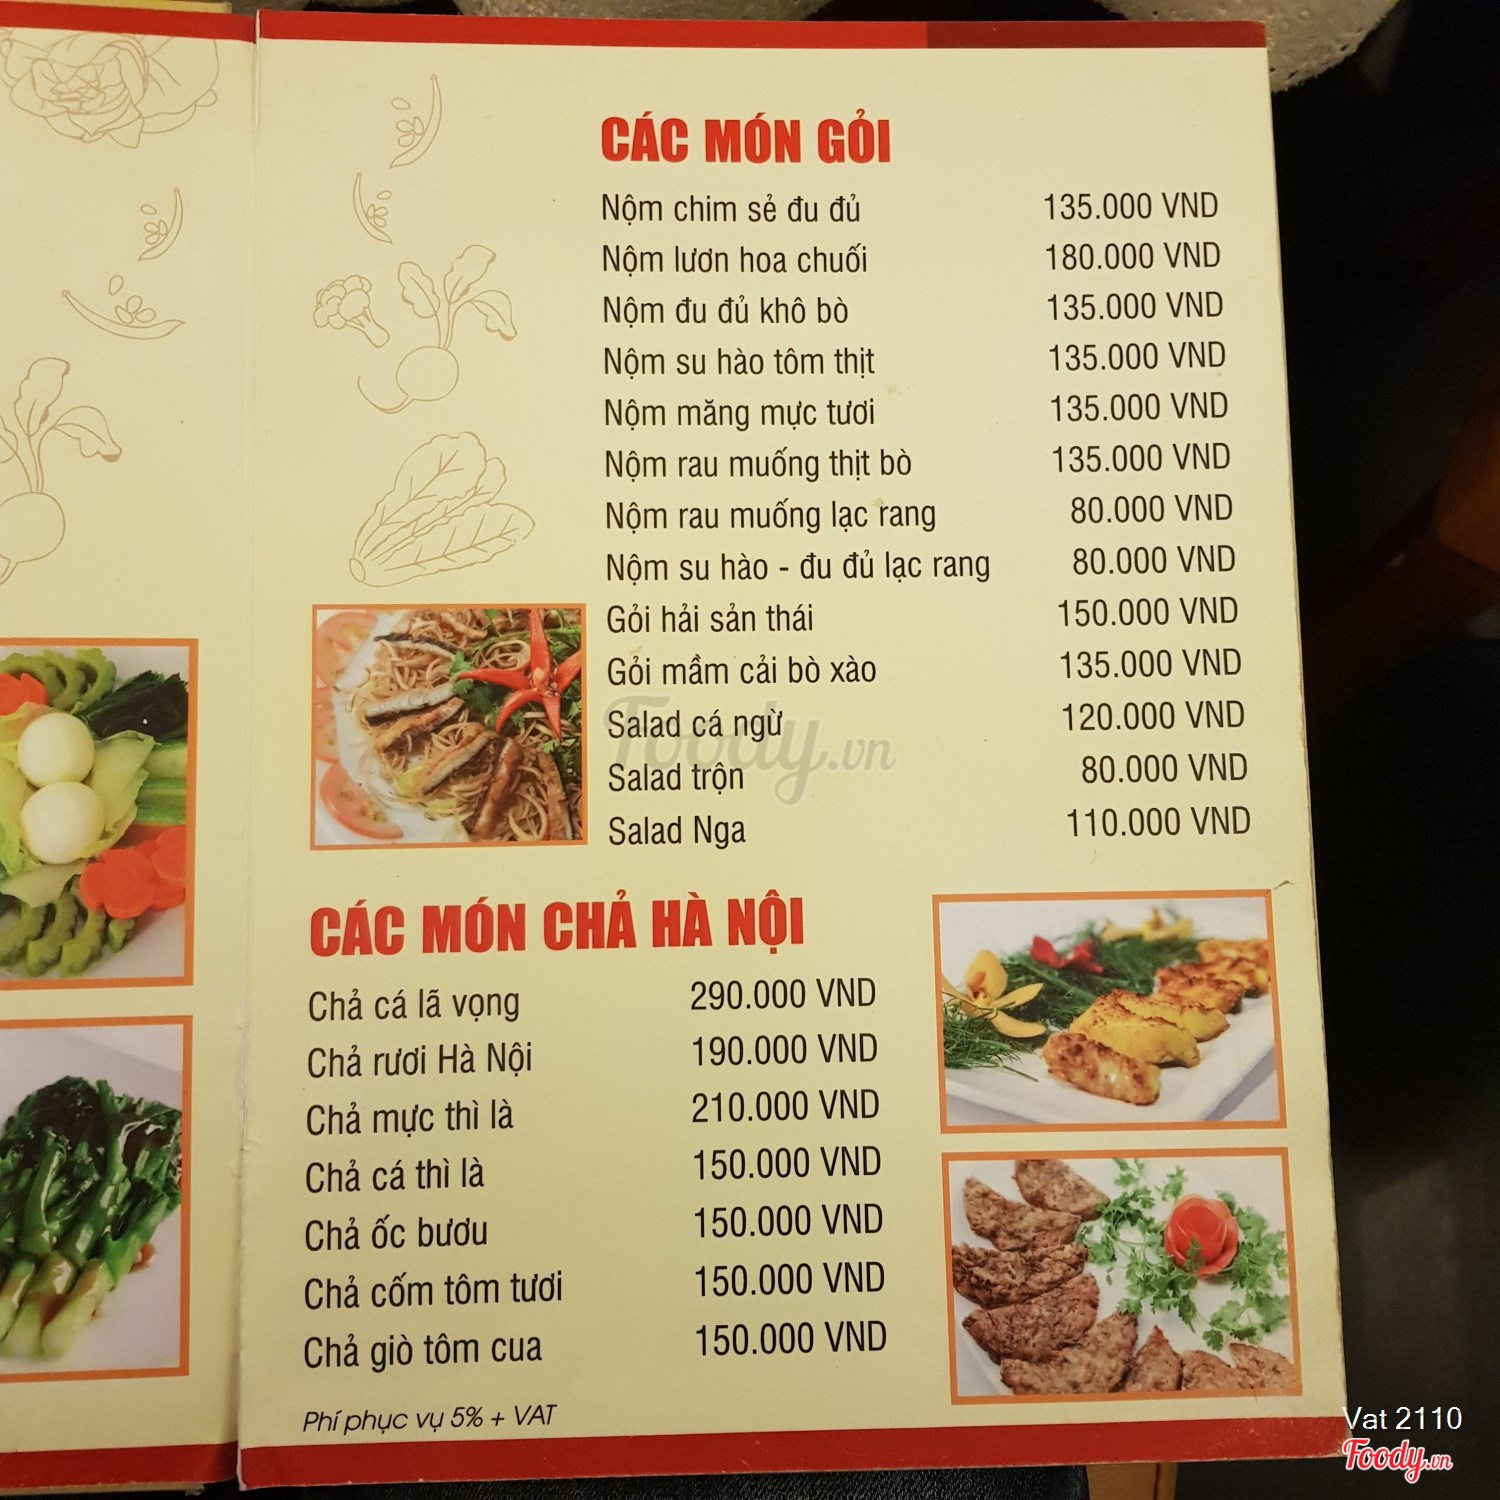 CÁC MÓN GỎI
Nộm chim sẻ đu đủ 135.000 VND
Nộm lươn hoa chuối 180.000 VND
Nộm đu đủ khô bò 135.000 VND
Nộm su hào tôm thịt 135.000 VND
Nộm măng mực tươi 135.000 VND
Nộm rau muống thịt bò 135.000 VND
Nộm rau muống lạc rang 80.000 VND
Nộm su hào - đu đủ lạc rang 80.000 VND
Gỏi hải sản thái 150.000 VND
Gỏi mầm cải bò xào 135.000 VND
Salad cá ngừ 120.000 VND
Salad trộn 80.000 VND
Salad Nga 110.000 VND
Foody.vn
CÁC MÓN CHẢ HÀ NỘI
Chả cá lã vọng 290.000 VND
Chả rươi Hà Nội 190.000 VND
Chả mực thì là 210.000 VND
Chả cá thì là 150.000 VND
Chả ốc bươu 150.000 VND
Chả cốm tôm tươi 150.000 VND
Chả giò tôm cua 150.000 VND
Phí phục vụ 5% + VAT
Vat 2110
Foody.vn